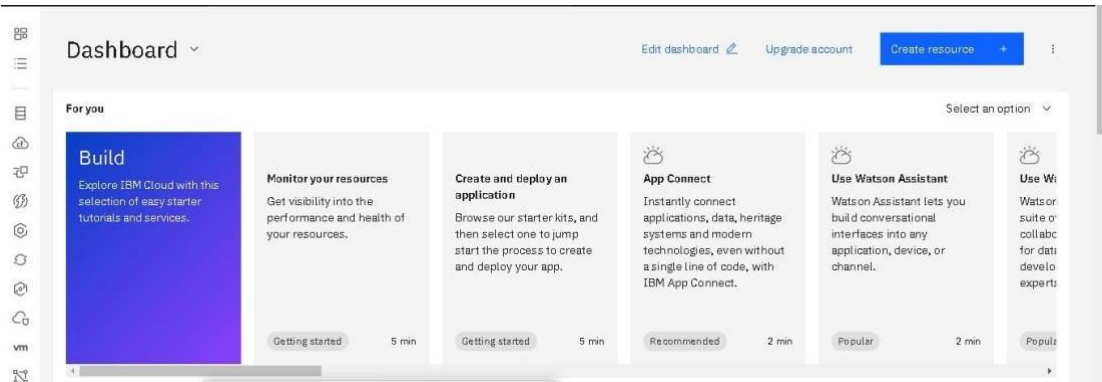 Dashboard
Edit dashboard
Upgrade account
Create resource +
For you
Select an option
Build
Explore IBM Cloud with this
selection of easy starter
tutorials and services.
Monitor your resources
Get visibility into the
performance and health of
your resources.
Getting started
5 min
Create and deploy an
application
Browse our starter kits, and
then select one to jump
start the process to create
and deploy your app.
Getting started
5 min
App Connect
Instantly connect
applications, data, heritage
systems and modern
technologies, even without
a single line of code, with
IBM App Connect.
Recommended
2 min
Use Watson Assistant
Watson Assistant lets you
build conversational
interfaces into any
application, device, or
channel.
Popular
2 min
Use
suite
for
vm